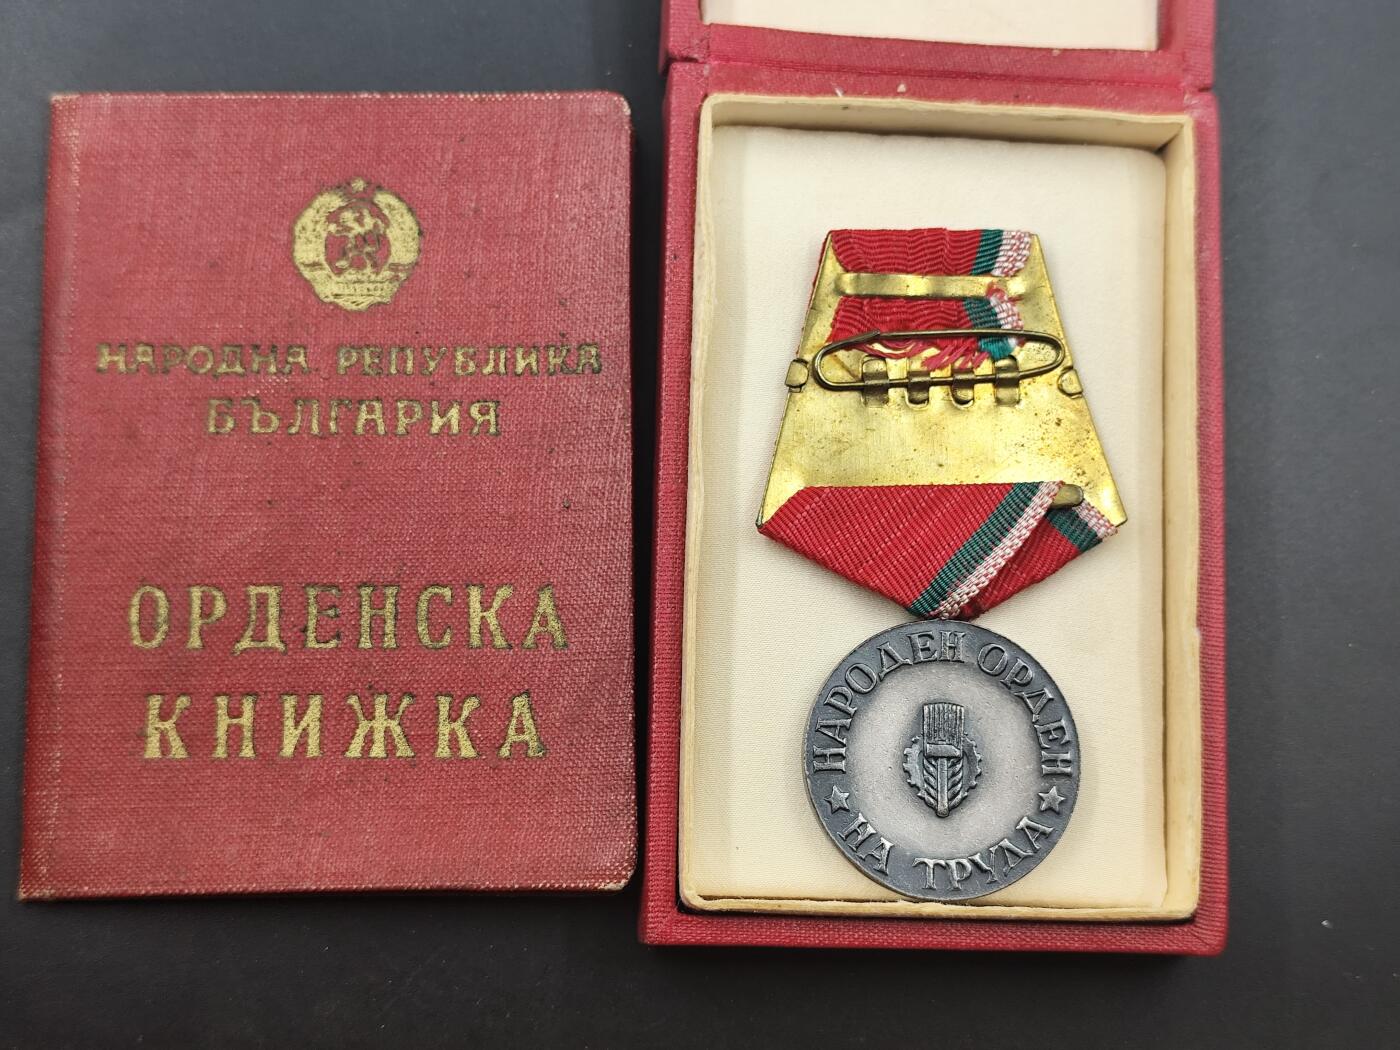 НАРОДНА РЕПУБЛИКА
БЪЛГАРИЯ
ОРДЕНСКА
КНИЖКА
НАРОДЕН ОРДЕН
★ НА ТРУДА ★